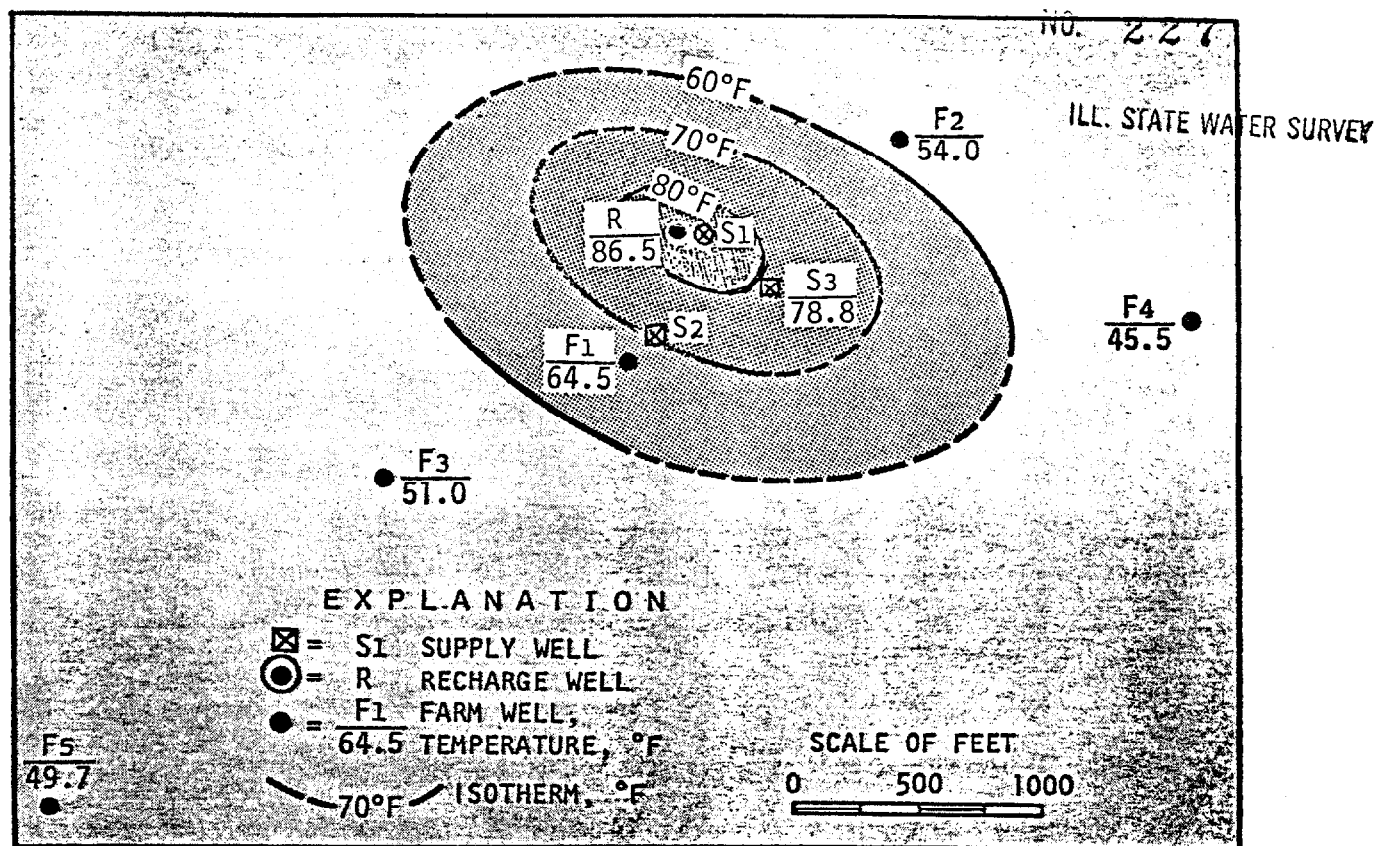 NO. 227
ILL. STATE WATER SURVEY
60°F
F2
54.0
70°F
80°F
R
86.5
S1
S3
78.8
S2
F1
64.5
F4
45.5
F3
51.0
EXPLANATION
= S1 SUPPLY WELL
= R RECHARGE WELL
= F1 FARM WELL,
64.5 TEMPERATURE, °F
70°F ISOTHERM, °F
SCALE OF FEET
0 500 1000
F5
49.7